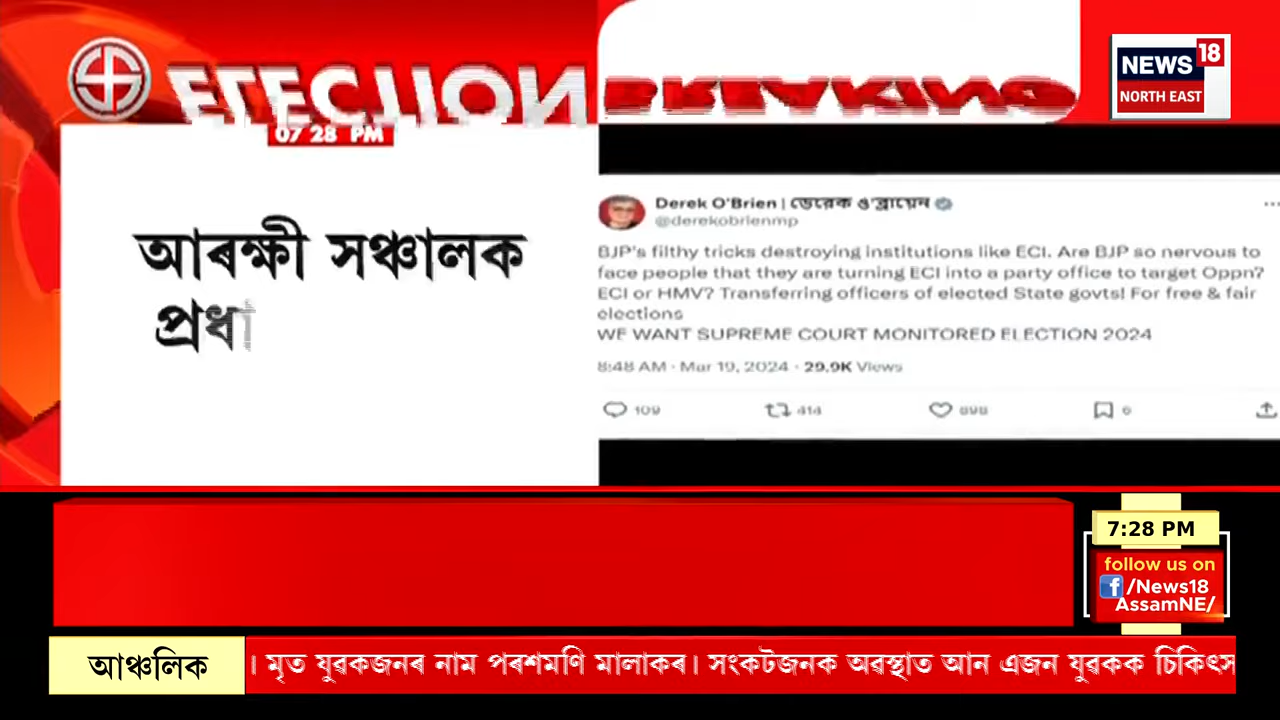 ELECTION BREAKING
NEWS 18
NORTH EAST
07 28 PM
আৰক্ষী সঞ্চালক
প্ৰধা
Derek O'Brien | ডেরেক ও'ব্রায়েন
@derekobrienmp
BJP's filthy tricks destroying institutions like ECI. Are BJP so nervous to
face people that they are turning ECI into a party office to target Oppn?
ECI or HMV? Transferring officers of elected State govts! For free & fair
elections
WE WANT SUPREME COURT MONITORED ELECTION 2024
8:48 AM · Mar 19, 2024 · 29.9K Views
109 414 898 6
7:28 PM
follow us on
f /News18
AssamNE/
আঞ্চলিক
। মৃত যুৱকজনৰ নাম পৰশমণি মালাকৰ। সংকটজনক অৱস্থাত আন এজন যুৱকক চিকিৎস